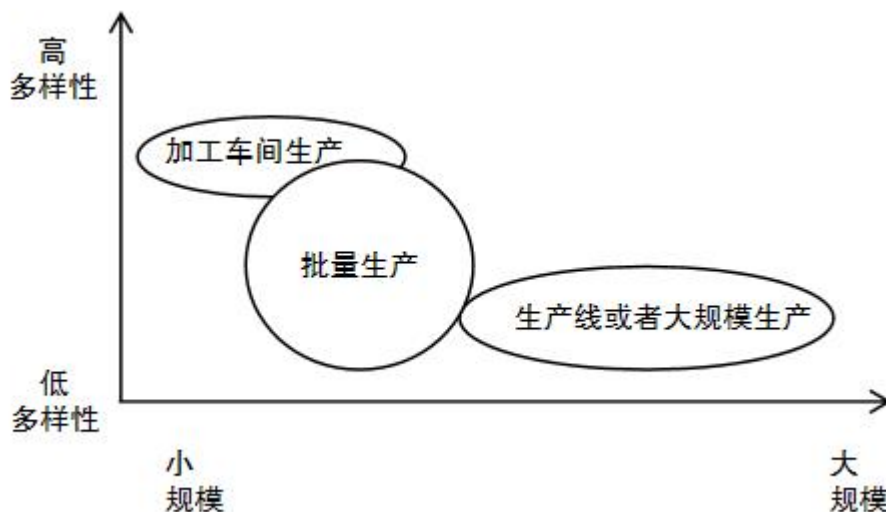 高
多样性
加工车间生产
批量生产
生产线或者大规模生产
低
多样性
小
规模
大
规模